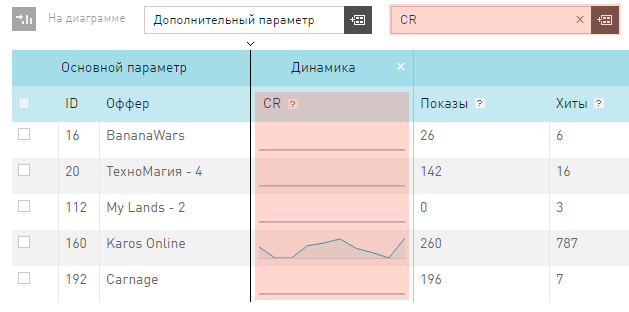 На диаграмме Дополнительный параметр CR ×
Основной параметр Динамика ×
ID Оффер CR ? Показы ? Хиты ?
16 BananaWars 26 6
20 ТехноМагия - 4 142 16
112 My Lands - 2 0 3
160 Karos Online 260 787
192 Carnage 196 7